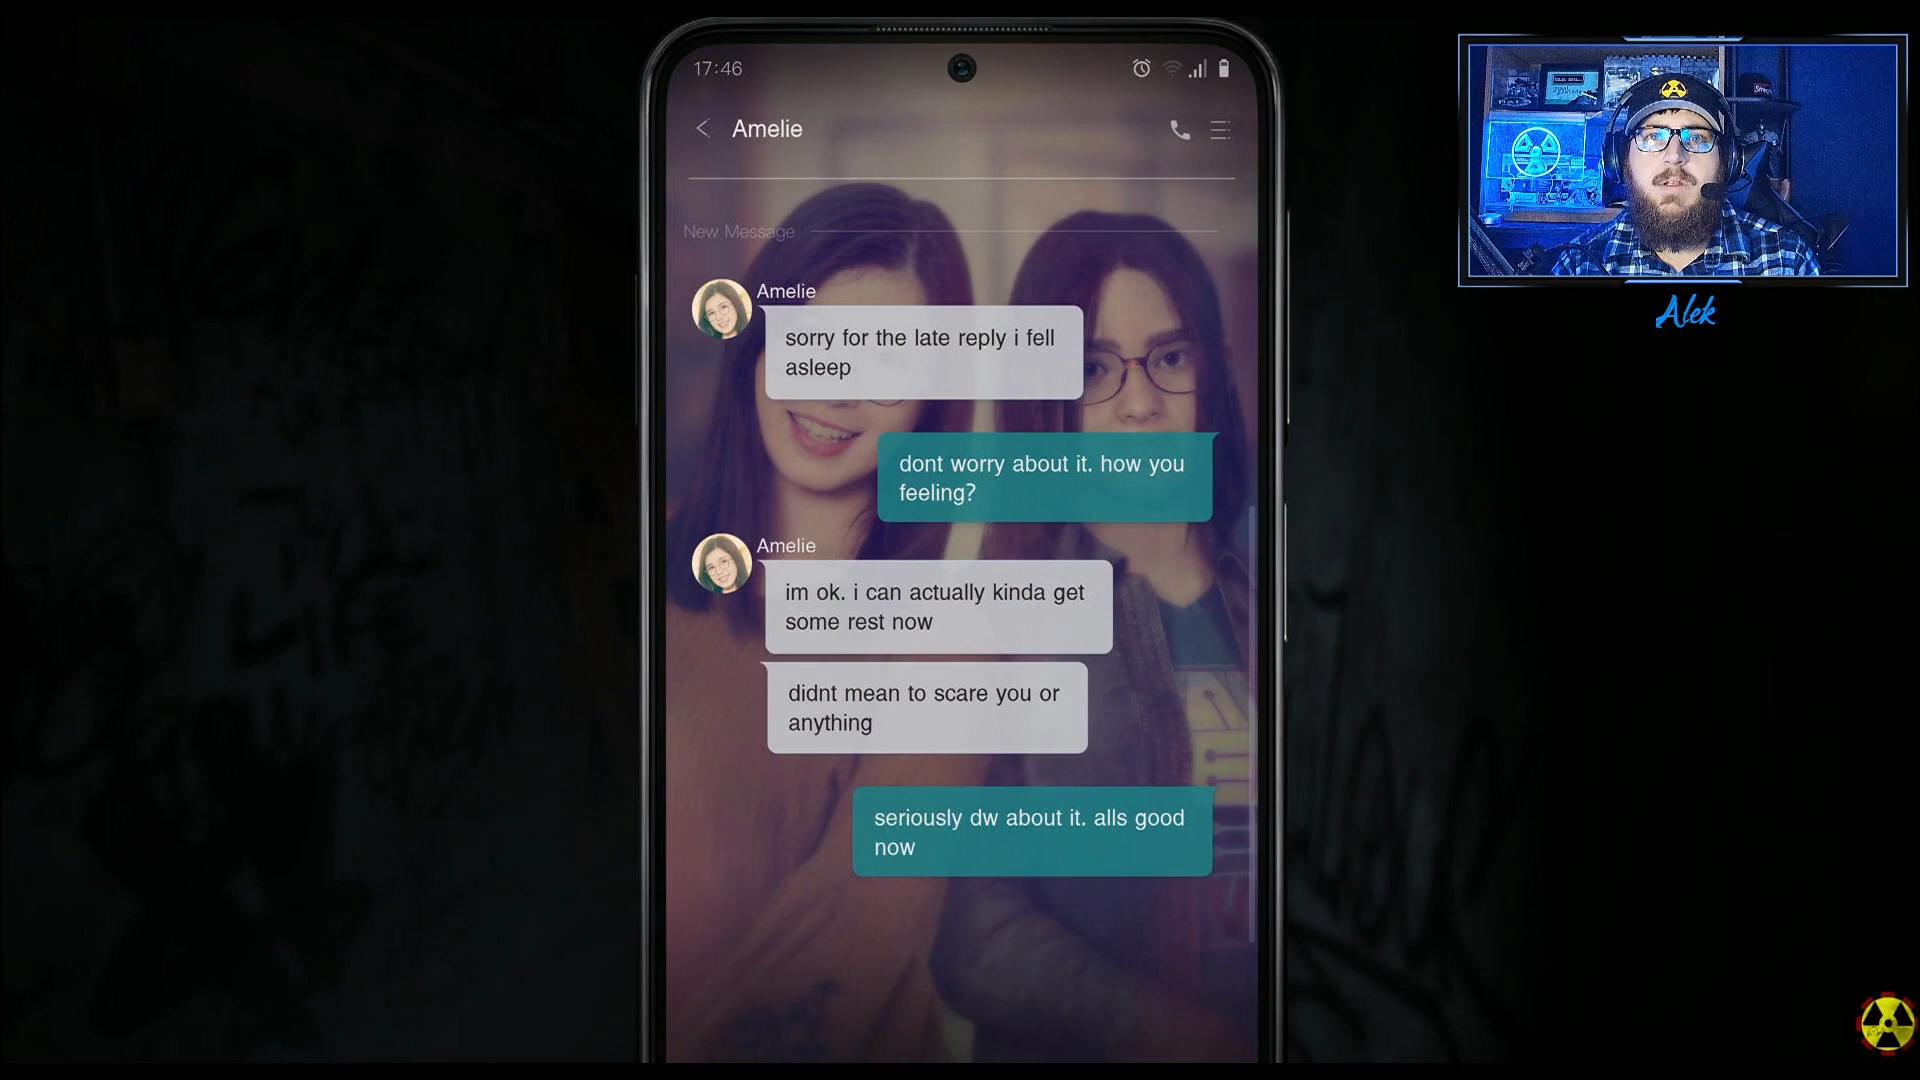 17:46
Amelie
New Message
Amelie
sorry for the late reply i fell
asleep
dont worry about it. how you
feeling?
Amelie
im ok. i can actually kinda get
some rest now
didnt mean to scare you or
anything
seriously dw about it. alls good
now
Alek